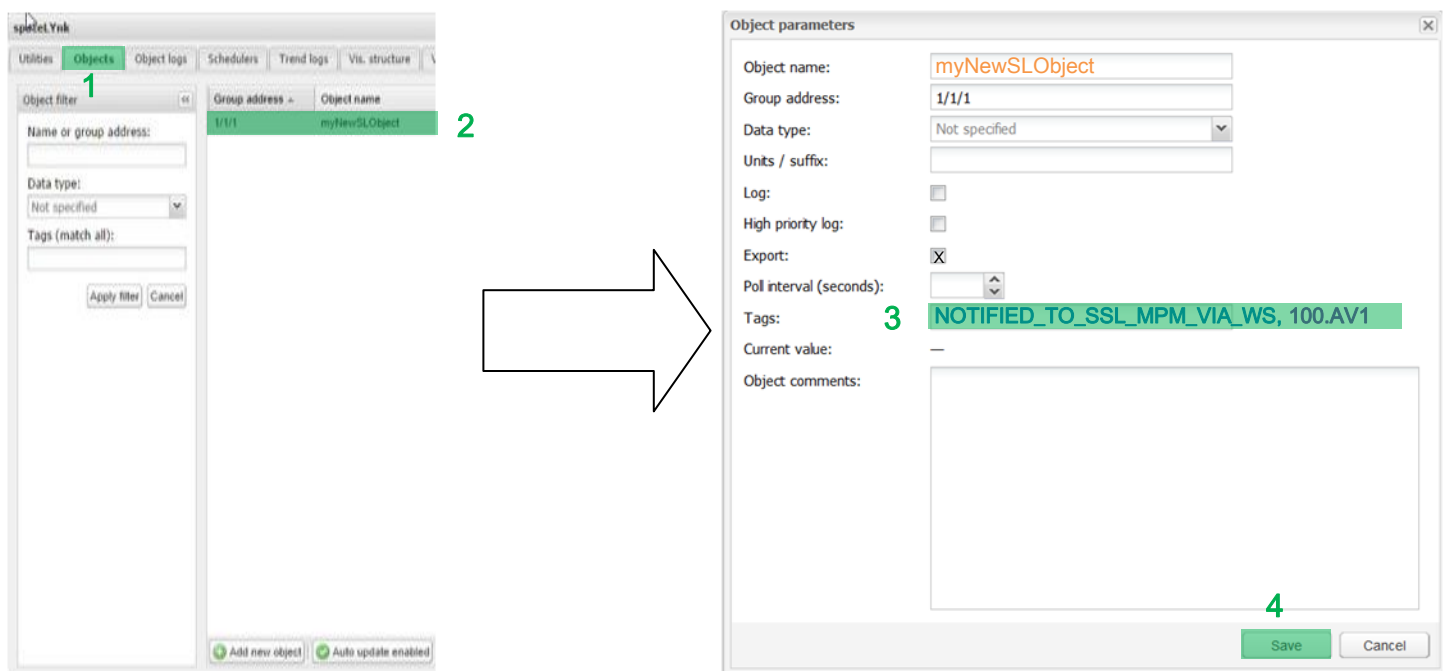 spaceLYnk
Utilities Objects Object logs Schedulers Trend logs Vis. structure
1
Object filter
Group address Object name
1/1/1 myNewSLObject
2
Name or group address:
Data type:
Not specified
Tags (match all):
Apply filter Cancel
Add new object Auto update enabled
Object parameters
Object name: myNewSLObject
Group address: 1/1/1
Data type: Not specified
Units / suffix:
Log:
High priority log:
Export: X
Poll interval (seconds):
Tags: 3 NOTIFIED_TO_SSL_MPM_VIA_WS, 100.AV1
Current value: —
Object comments:
4
Save Cancel